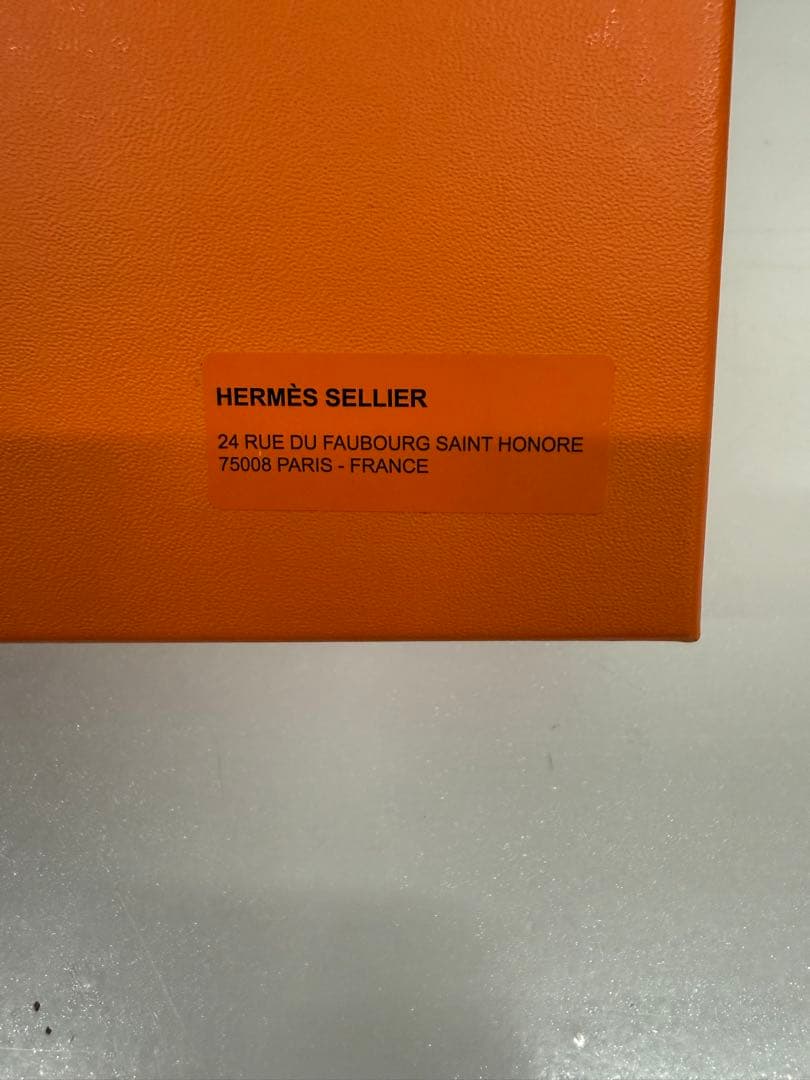 HERMÈS SELLIER
24 RUE DU FAUBOURG SAINT HONORE
75008 PARIS - FRANCE